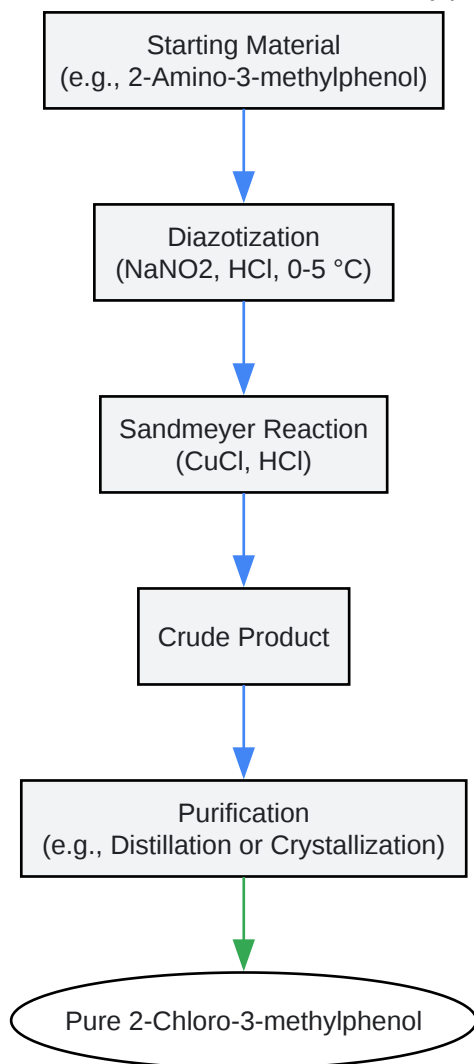 Starting Material
(e.g., 2-Amino-3-methylphenol)
Diazotization
(NaNO2, HCl, 0-5 °C)
Sandmeyer Reaction
(CuCl, HCl)
Crude Product
Purification
(e.g., Distillation or Crystallization)
Pure 2-Chloro-3-methylphenol